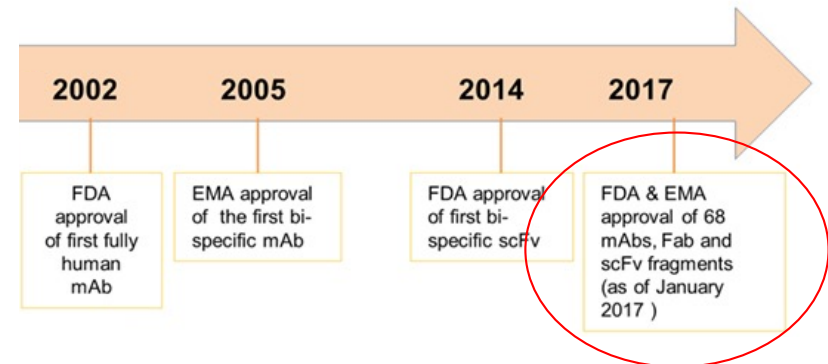 2002
2005
2014
2017
FDA
approval
of first fully
human
mAb
EMA approval
of the first bi-
specific mAb
FDA approval
of first bi-
specific scFv
FDA & EMA
approval of 68
mAbs, Fab and
scFv fragments
(as of January
2017 )